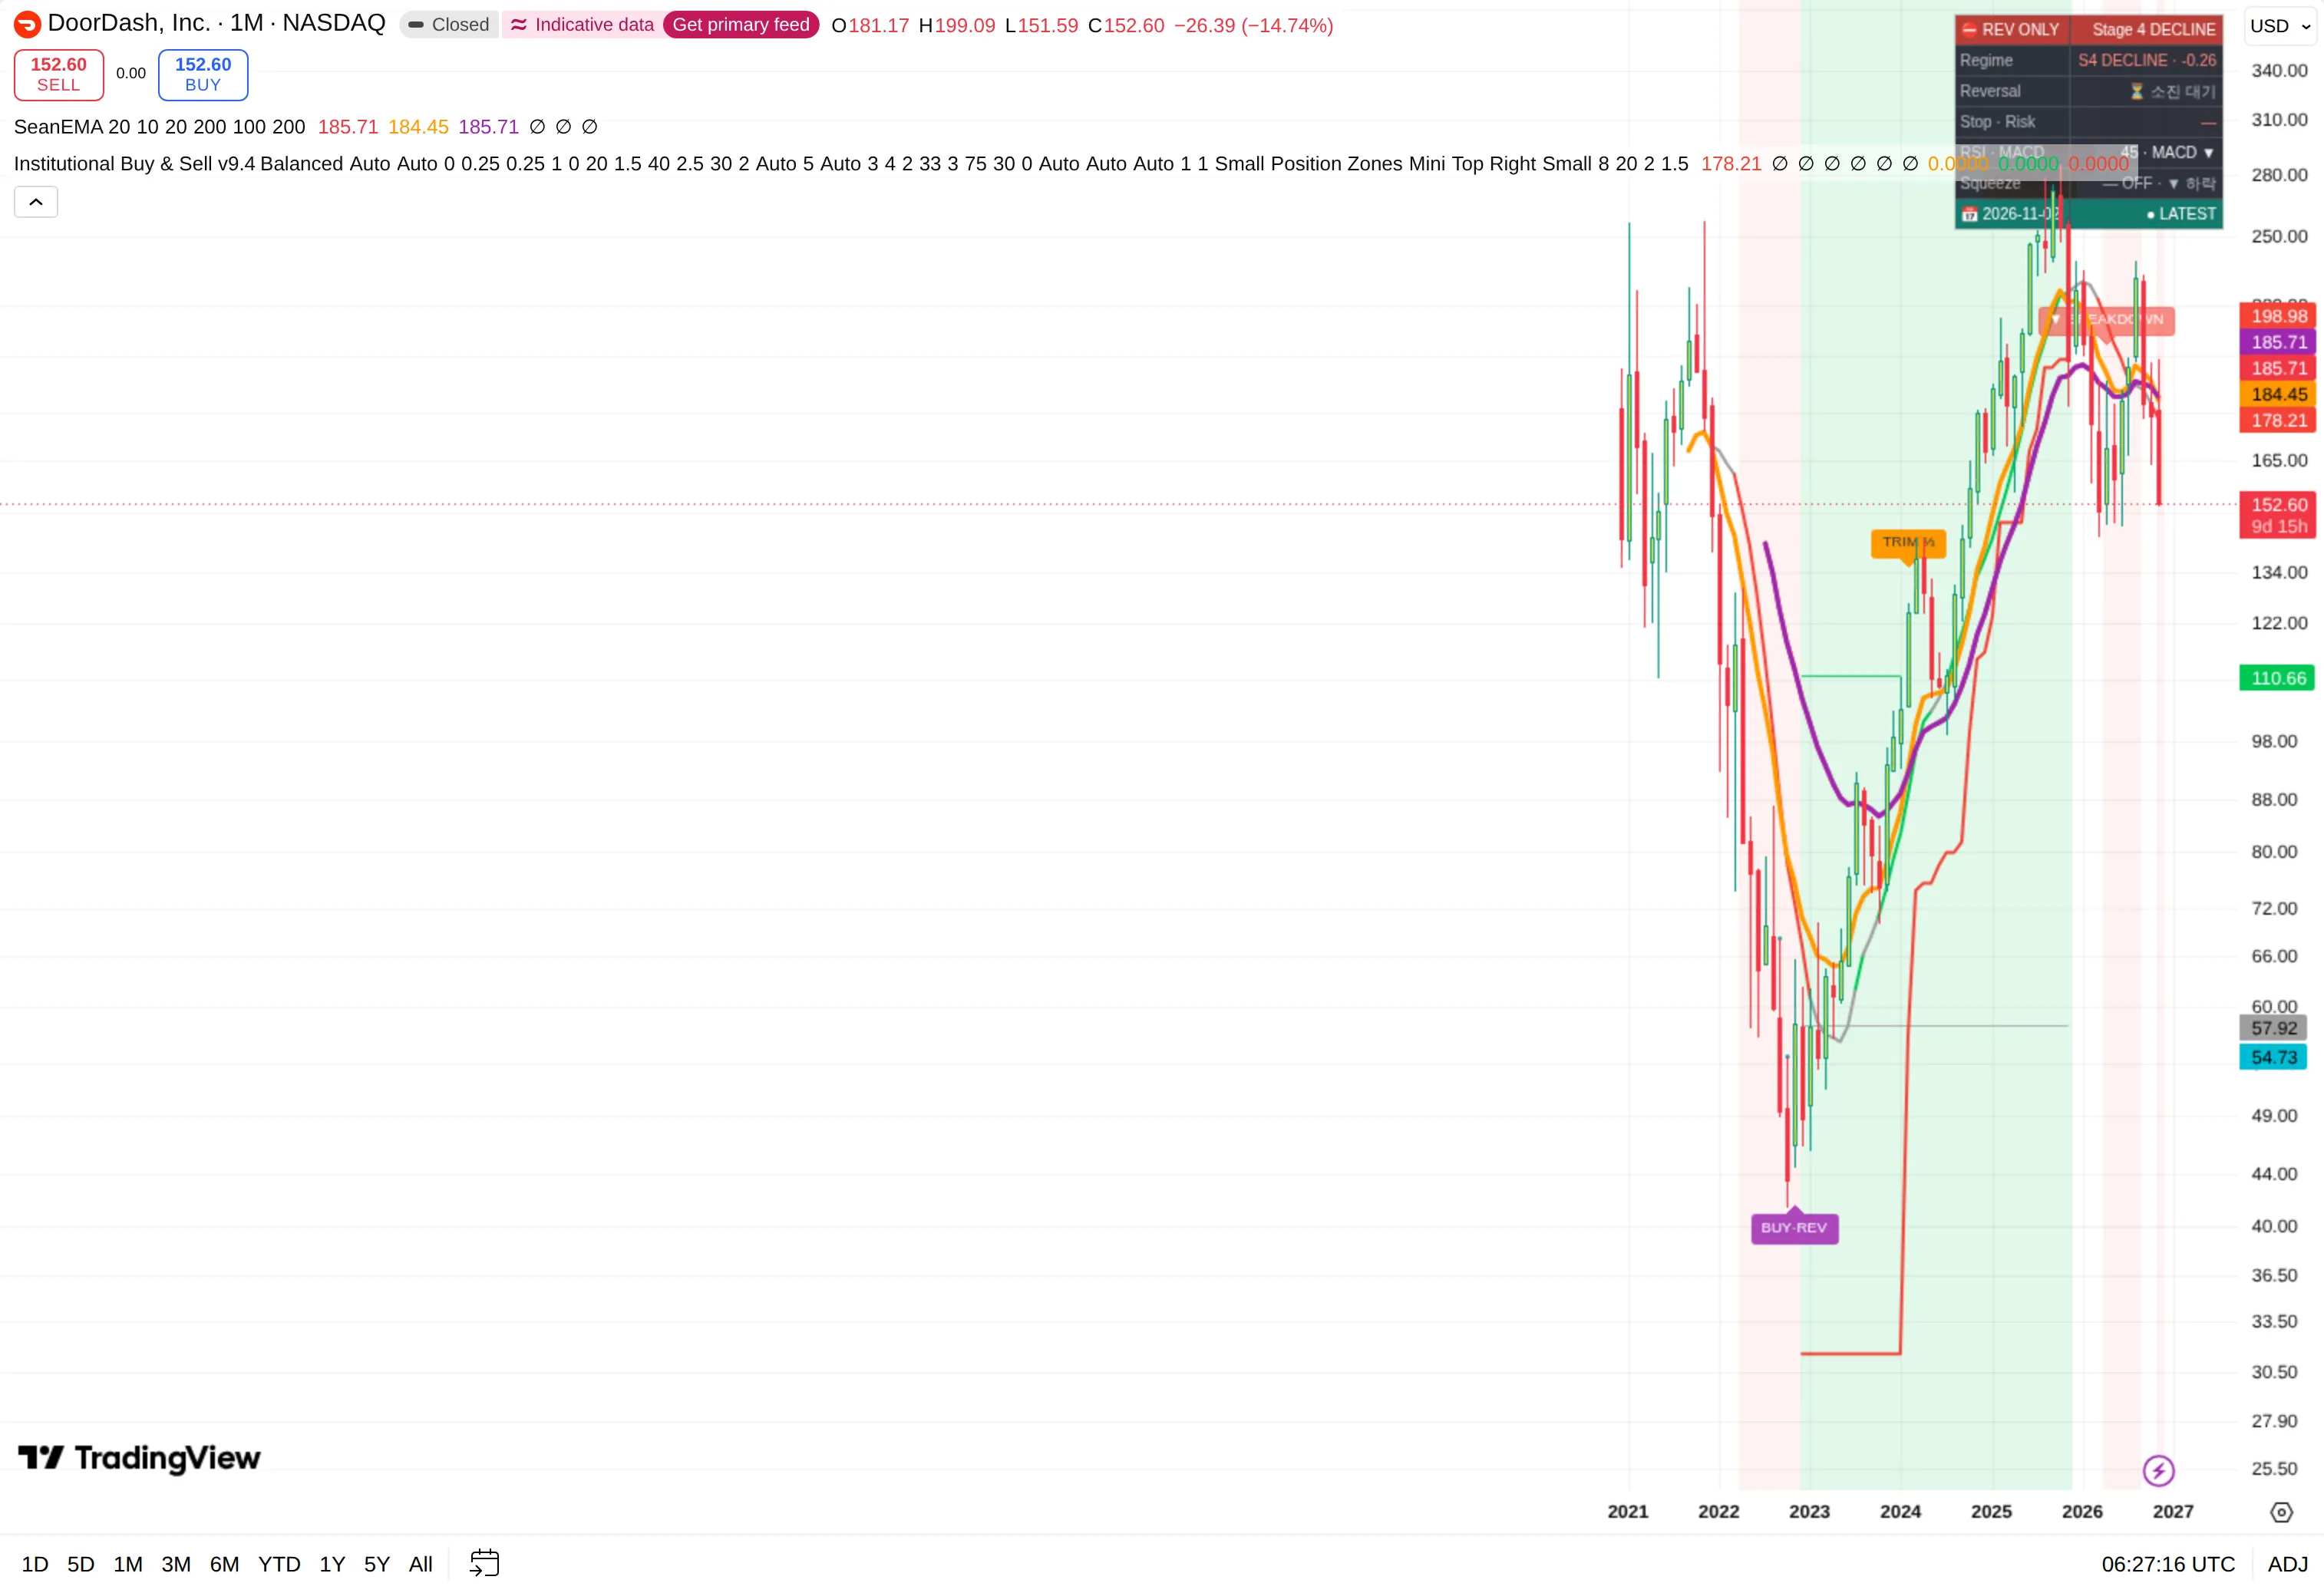 DoorDash, Inc. · 1M · NASDAQ Closed Indicative data Get primary feed O181.17 H199.09 L151.59 C152.60 −26.39 (−14.74%)
152.60
SELL
0.00
152.60
BUY
SeanEMA 20 10 20 200 100 200 185.71 184.45 185.71 ∅ ∅ ∅
Institutional Buy & Sell v9.4 Balanced Auto Auto 0 0.25 0.25 1 0 20 1.5 40 2.5 30 2 Auto 5 Auto 3 4 2 33 3 75 30 0 Auto Auto Auto 1 1 Small Position Zones Mini Top Right Small 8 20 2 1.5 178.21 ∅ ∅ ∅ ∅ ∅ ∅ 0.0000 0.0000 0.0000
REV ONLY Stage 4 DECLINE
Regime S4 DECLINE · -0.26
Reversal ⏳ 소진 대기
Stop · Risk —
RSI · MACD 45 · MACD ▼
Squeeze — OFF · ▼ 하락
2026-11-02 ● LATEST
USD
340.00
310.00
280.00
250.00
198.98
185.71
185.71
184.45
178.21
165.00
152.60
9d 15h
134.00
122.00
110.66
98.00
88.00
80.00
72.00
66.00
60.00
57.92
54.73
49.00
44.00
40.00
36.50
33.50
30.50
27.90
25.50
▼ BREAKDOWN
TRIM ⅓
BUY·REV
TradingView
2021 2022 2023 2024 2025 2026 2027
1D 5D 1M 3M 6M YTD 1Y 5Y All
06:27:16 UTC ADJ